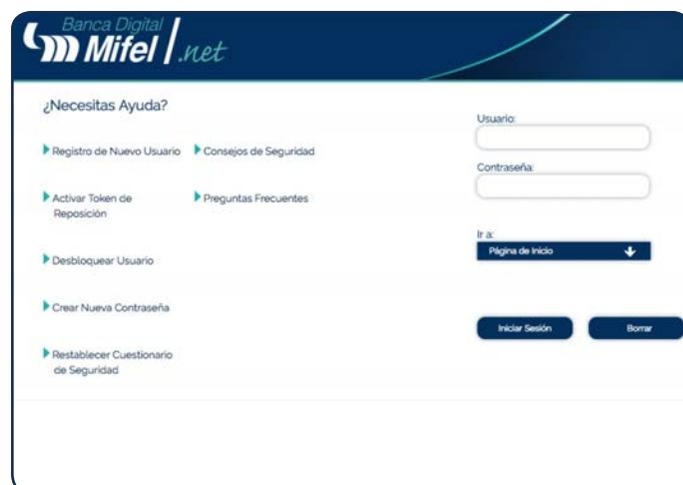 Banca Digital
Mifel .net
¿Necesitas Ayuda?
Registro de Nuevo Usuario
Consejos de Seguridad
Activar Token de
Reposición
Preguntas Frecuentes
Desbloquear Usuario
Crear Nueva Contraseña
Restablecer Cuestionario
de Seguridad
Usuario:
Contraseña:
Ir a:
Página de Inicio
Iniciar Sesión
Borrar